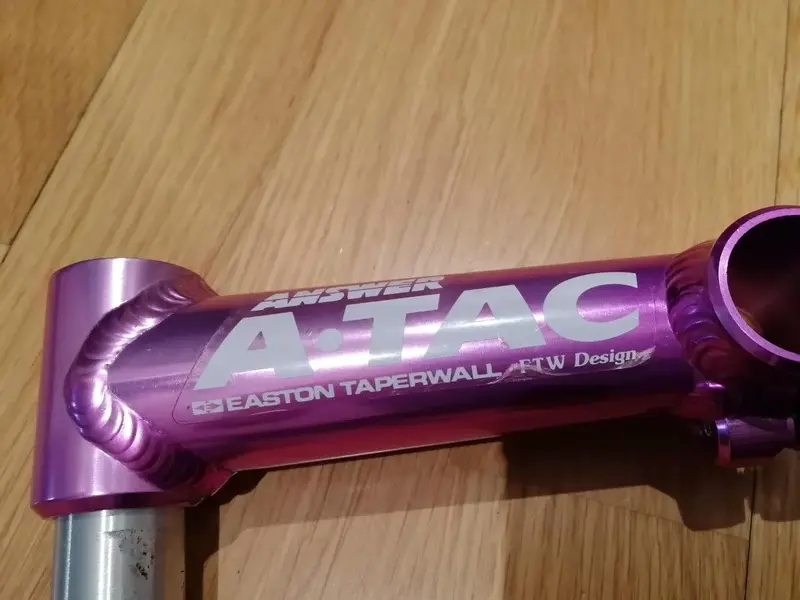 ANSWER
A·TAC
EASTON TAPERWALL FTW Design